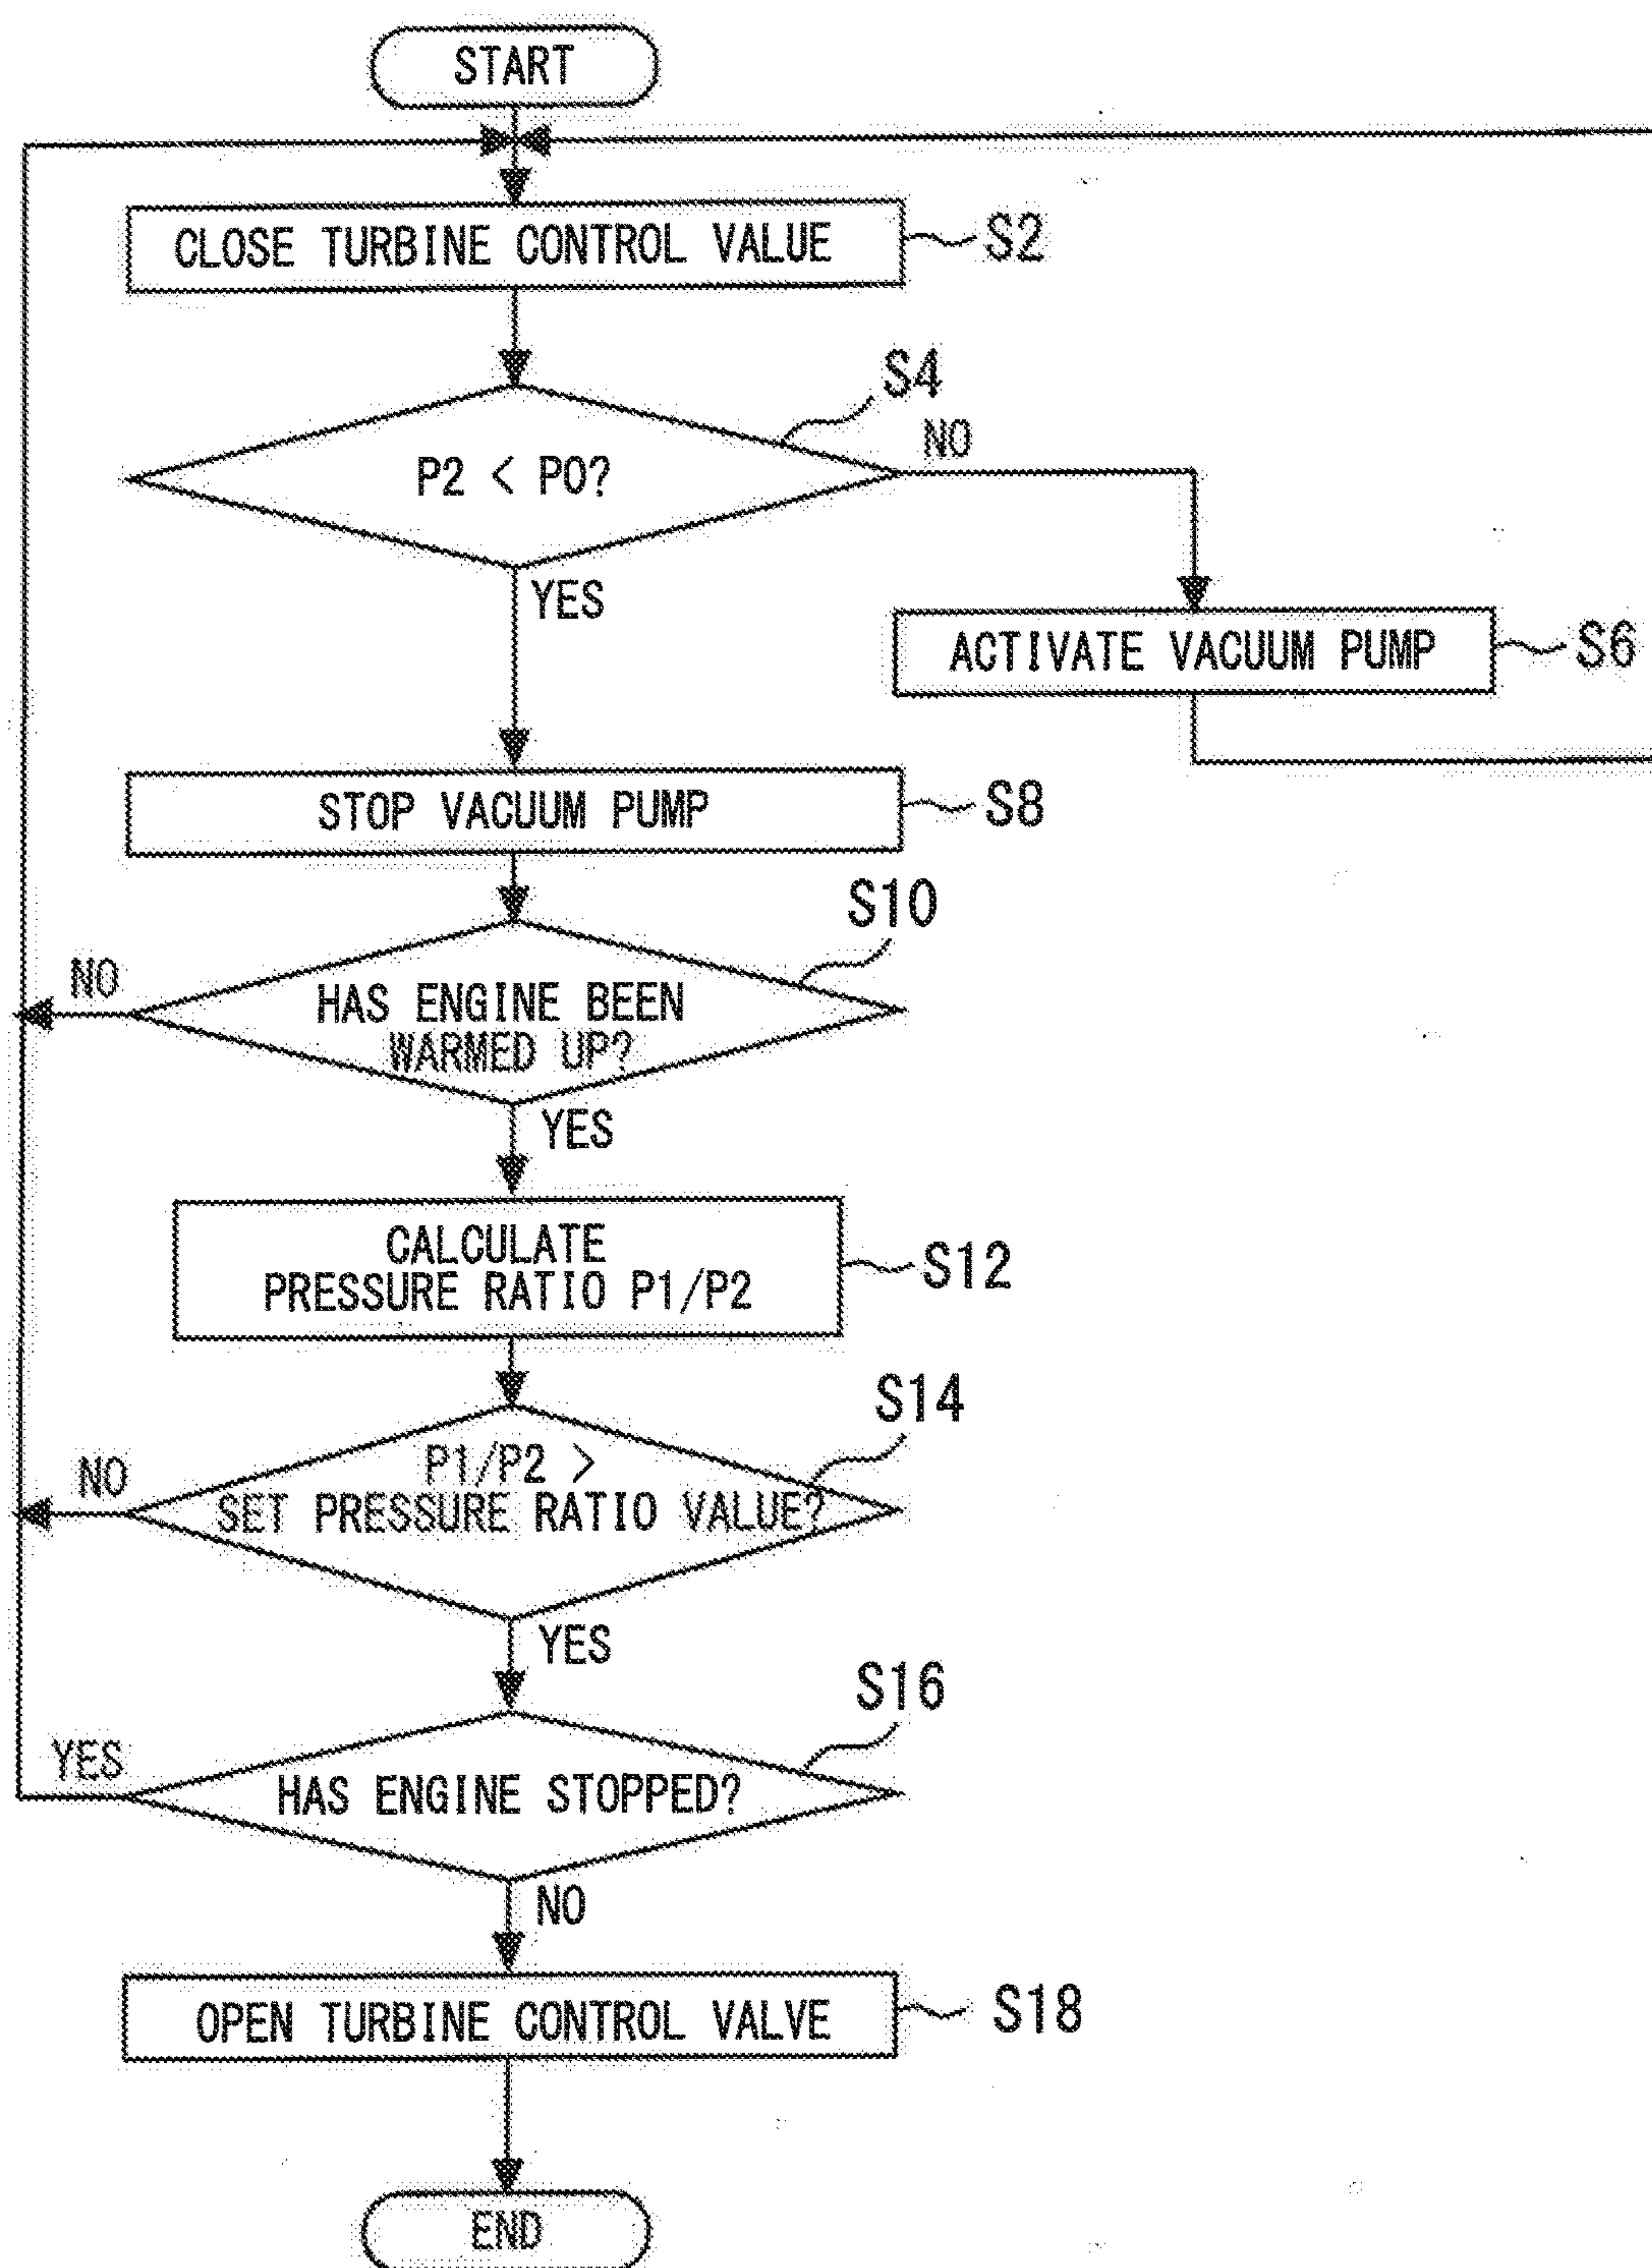 START
CLOSE TURBINE CONTROL VALUE
S2
S4
P2 < P0?
NO
YES
ACTIVATE VACUUM PUMP
S6
STOP VACUUM PUMP
S8
S10
NO
HAS ENGINE BEEN
WARMED UP?
YES
CALCULATE
PRESSURE RATIO P1/P2
S12
S14
NO
P1/P2 >
SET PRESSURE RATIO VALUE?
YES
S16
YES
HAS ENGINE STOPPED?
NO
OPEN TURBINE CONTROL VALVE
S18
END